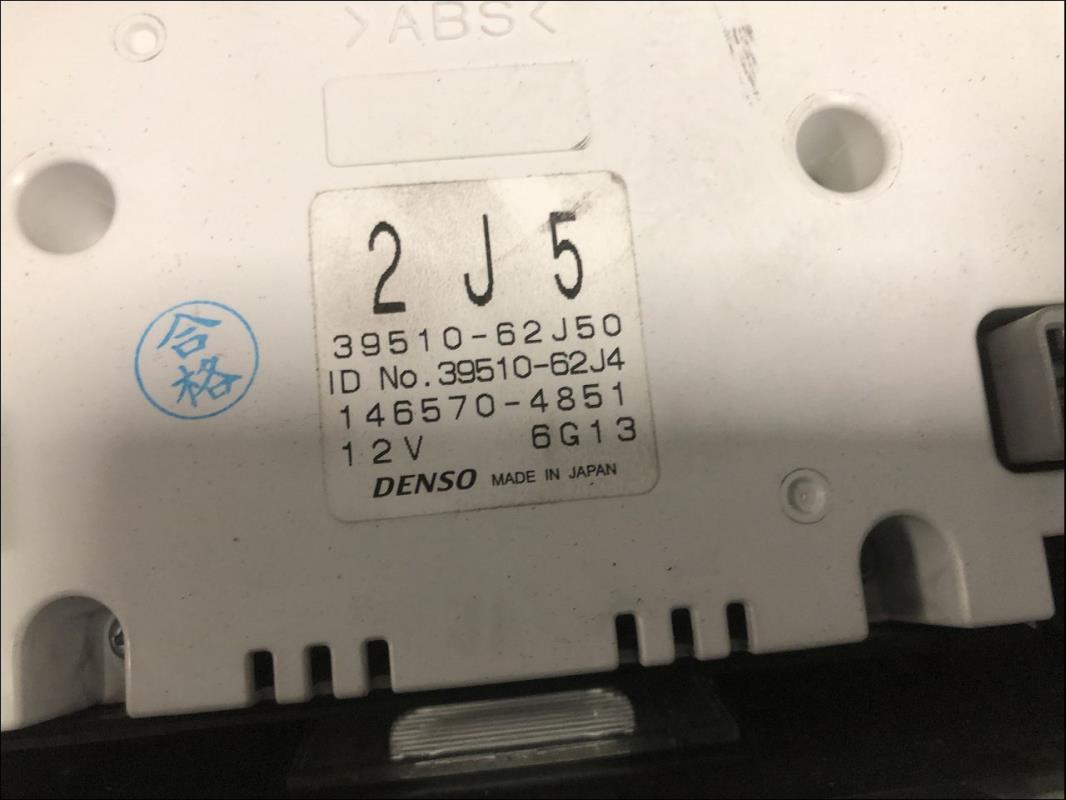 >ABS<
2 J 5
39510-62J50
ID No.39510-62J4
146570-4851
12V 6G13
DENSO MADE IN JAPAN
合
格